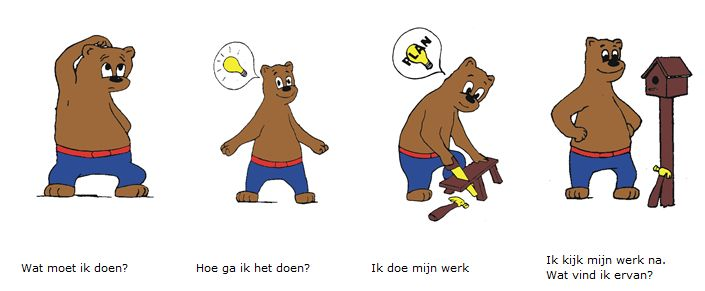 PLAN
Wat moet ik doen?
Hoe ga ik het doen?
Ik doe mijn werk
Ik kijk mijn werk na.
Wat vind ik ervan?